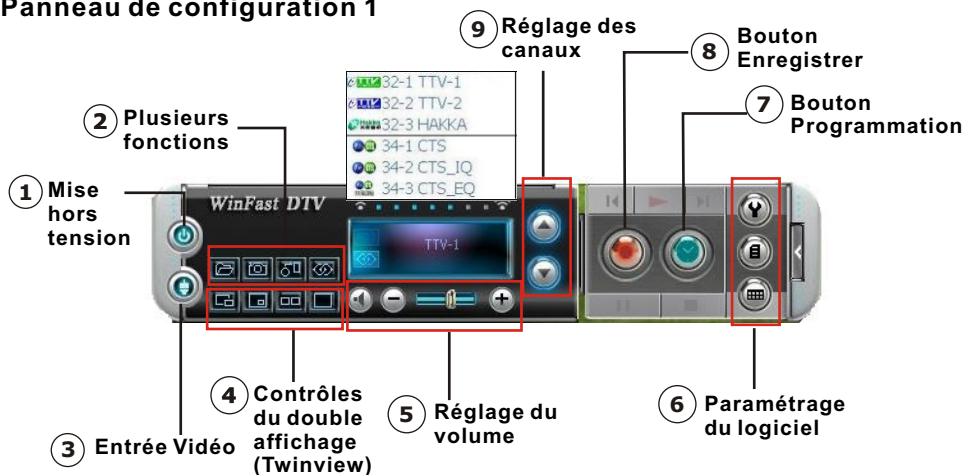 Panneau de configuration 1
9 Réglage des
canaux
8 Bouton
Enregistrer
7 Bouton
Programmation
2 Plusieurs
fonctions
1 Mise
hors
tension
32-1 TTV-1
32-2 TTV-2
32-3 HAKKA
34-1 CTS
34-2 CTS_IQ
34-3 CTS_EQ
WinFast DTV
TTV-1
3 Entrée Vidéo
4 Contrôles
du double
affichage
(Twinview)
5 Réglage du
volume
6 Paramétrage
du logiciel